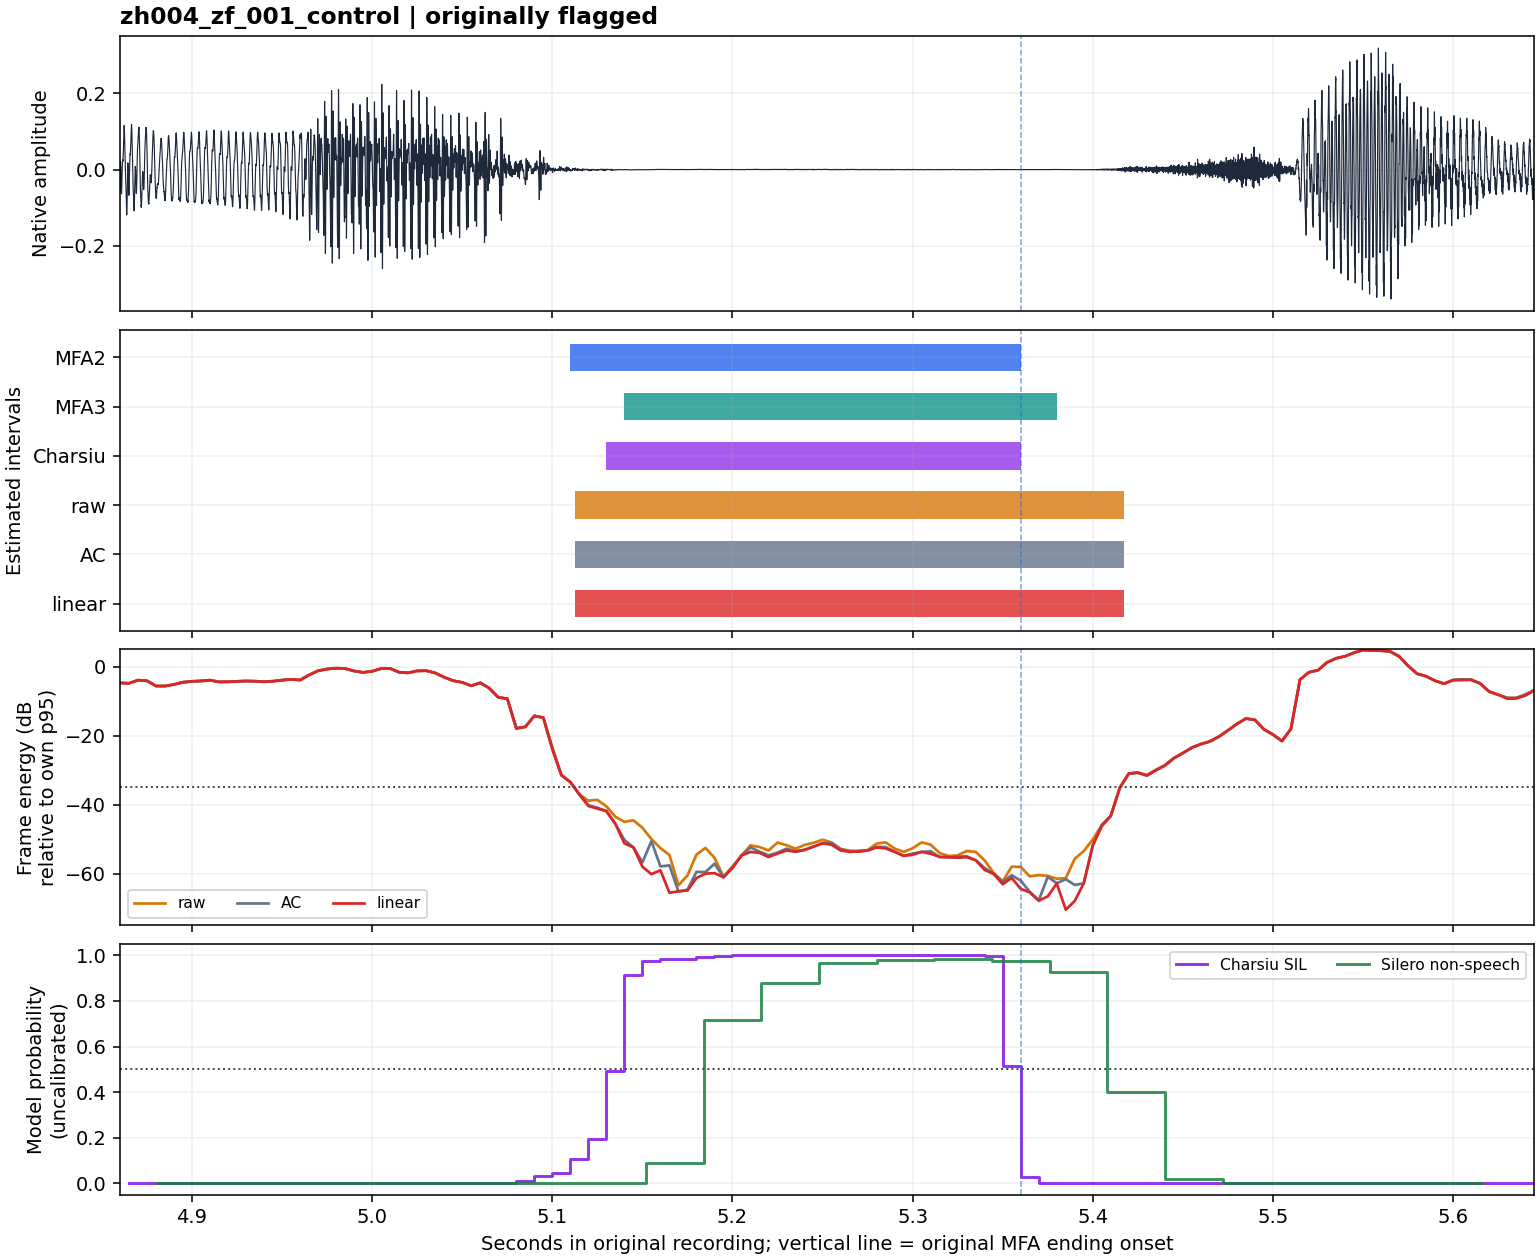 zh004_zf_001_control | originally flagged
Native amplitude
0.2
0.0
−0.2
Estimated intervals
MFA2
MFA3
Charsiu
raw
AC
linear
Frame energy (dB
relative to own p95)
0
−20
−40
−60
raw AC linear
Model probability
(uncalibrated)
1.0
0.8
0.6
0.4
0.2
0.0
Charsiu SIL Silero non-speech
4.9 5.0 5.1 5.2 5.3 5.4 5.5 5.6
Seconds in original recording; vertical line = original MFA ending onset